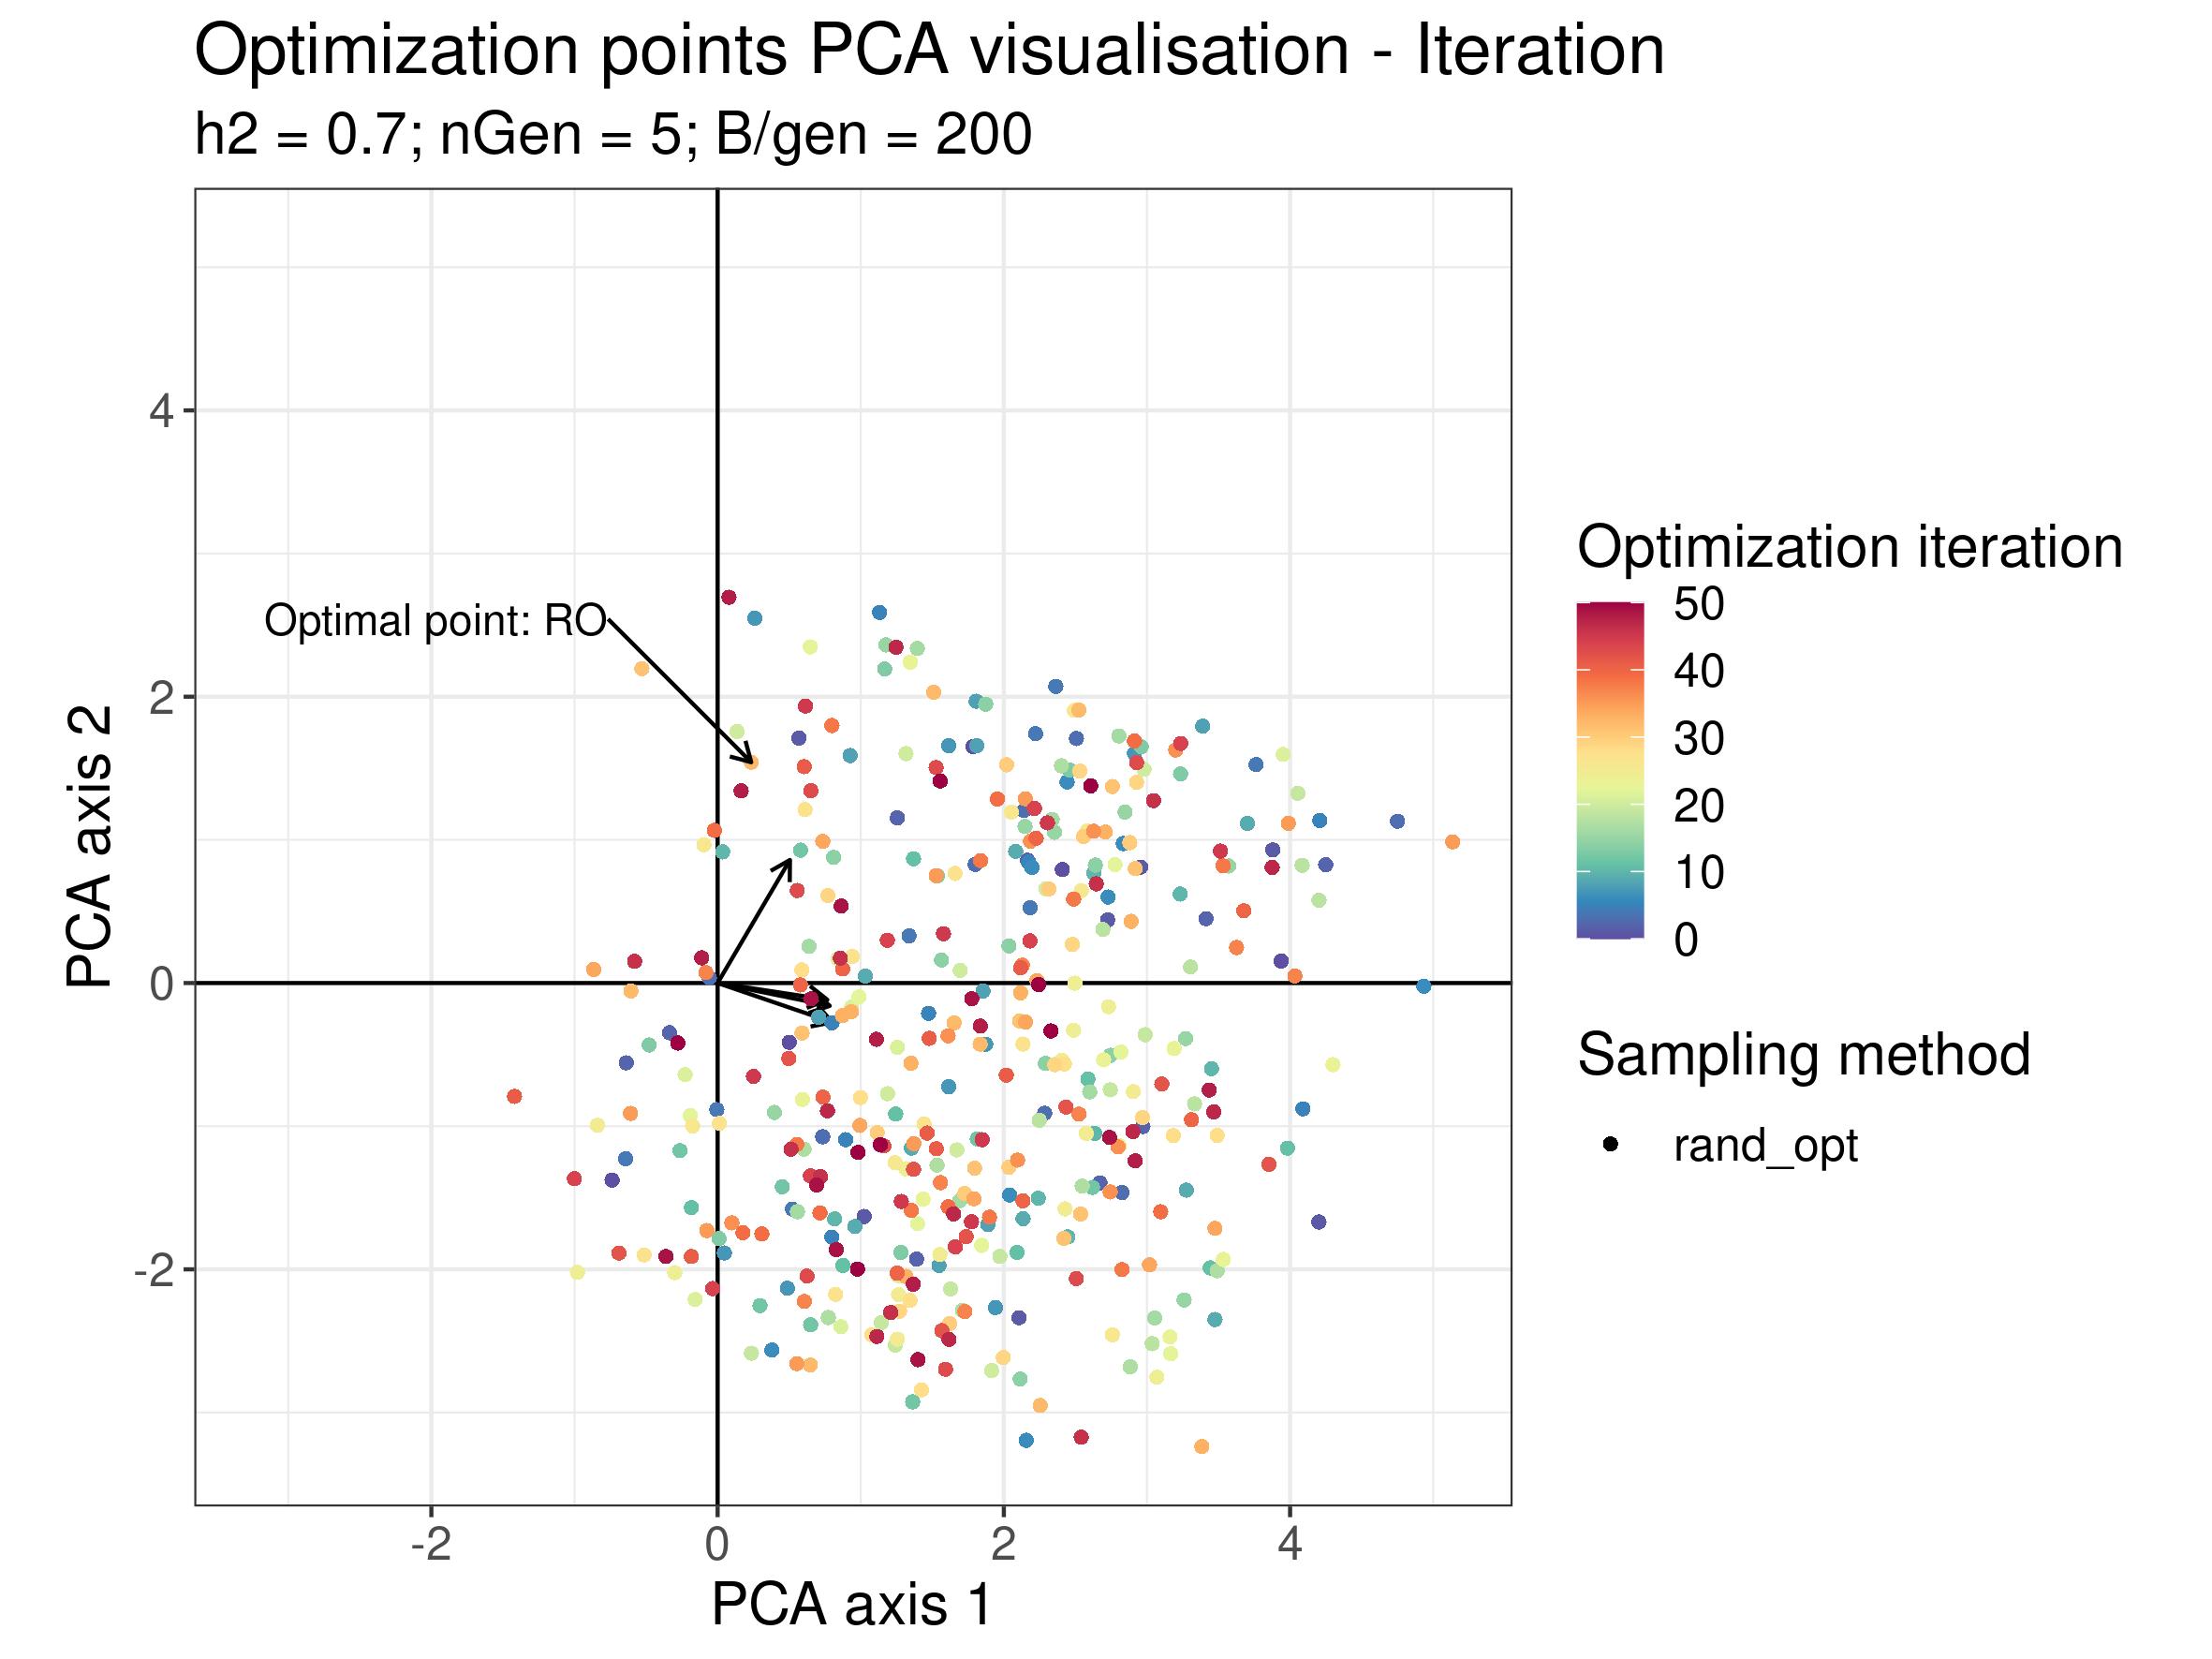 Optimization points PCA visualisation - Iteration
h2 = 0.7; nGen = 5; B/gen = 200
Optimal point: RO
PCA axis 2
4
2
0
-2
-2
0
2
4
PCA axis 1
Optimization iteration
50
40
30
20
10
0
Sampling method
rand_opt